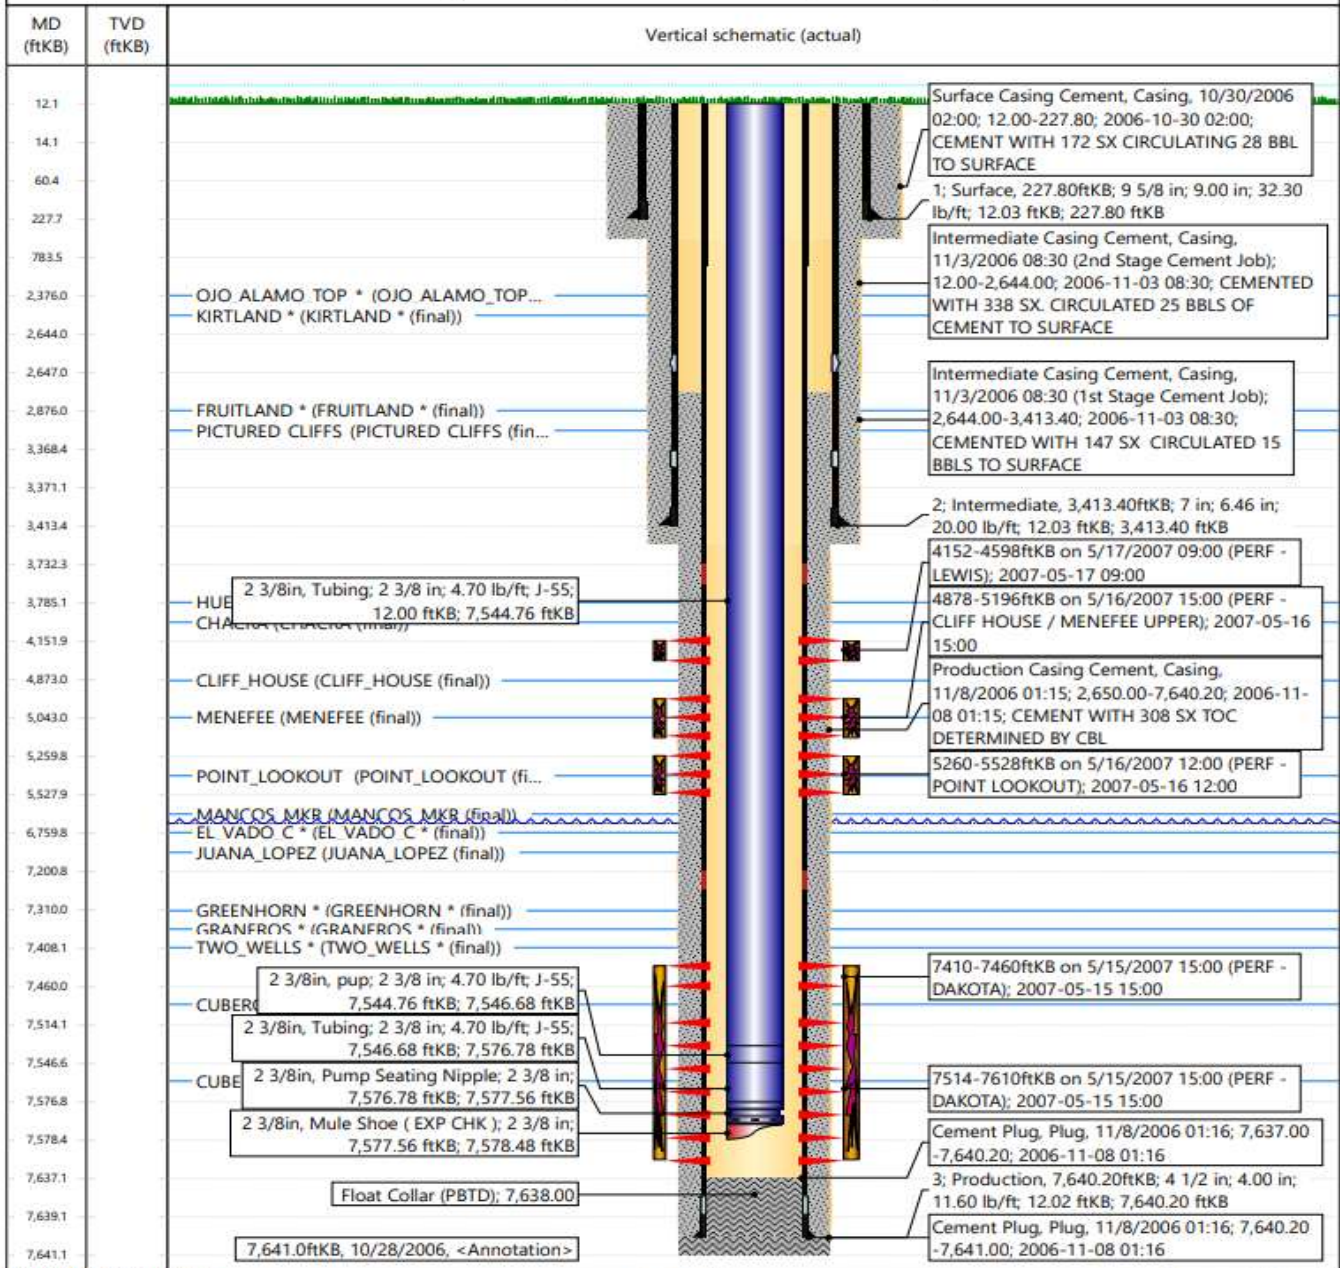 MD
(ftKB)
TVD
(ftKB)
Vertical schematic (actual)
12.1
14.1
60.4
227.7
783.5
2,376.0
2,644.0
2,647.0
2,876.0
3,368.4
3,371.1
3,413.4
3,732.3
3,785.1
4,151.9
4,873.0
5,043.0
5,259.8
5,527.9
6,759.8
7,200.8
7,310.0
7,408.1
7,460.0
7,514.1
7,546.6
7,576.8
7,578.4
7,637.1
7,639.1
7,641.1
OJO_ALAMO_TOP * (OJO_ALAMO_TOP...
KIRTLAND * (KIRTLAND * (final))
FRUITLAND * (FRUITLAND * (final))
PICTURED_CLIFFS (PICTURED_CLIFFS (fin...
HUE
2 3/8in, Tubing; 2 3/8 in; 4.70 lb/ft; J-55;
12.00 ftKB; 7,544.76 ftKB
CHACRA (CHACRA (final))
CLIFF_HOUSE (CLIFF_HOUSE (final))
MENEFEE (MENEFEE (final))
POINT_LOOKOUT (POINT_LOOKOUT (fi...
MANCOS_MKR (MANCOS_MKR (final))
EL_VADO_C * (EL_VADO_C * (final))
JUANA_LOPEZ (JUANA_LOPEZ (final))
GREENHORN * (GREENHORN * (final))
GRANEROS * (GRANEROS * (final))
TWO_WELLS * (TWO_WELLS * (final))
2 3/8in, pup; 2 3/8 in; 4.70 lb/ft; J-55;
7,544.76 ftKB; 7,546.68 ftKB
CUBERO
2 3/8in, Tubing; 2 3/8 in; 4.70 lb/ft; J-55;
7,546.68 ftKB; 7,576.78 ftKB
2 3/8in, Pump Seating Nipple; 2 3/8 in;
7,576.78 ftKB; 7,577.56 ftKB
CUBE
2 3/8in, Mule Shoe ( EXP CHK ); 2 3/8 in;
7,577.56 ftKB; 7,578.48 ftKB
Float Collar (PBTD); 7,638.00
7,641.0ftKB, 10/28/2006, <Annotation>
Surface Casing Cement, Casing, 10/30/2006
02:00; 12.00-227.80; 2006-10-30 02:00;
CEMENT WITH 172 SX CIRCULATING 28 BBL
TO SURFACE
1; Surface, 227.80ftKB; 9 5/8 in; 9.00 in; 32.30
lb/ft; 12.03 ftKB; 227.80 ftKB
Intermediate Casing Cement, Casing,
11/3/2006 08:30 (2nd Stage Cement Job);
12.00-2,644.00; 2006-11-03 08:30; CEMENTED
WITH 338 SX. CIRCULATED 25 BBLS OF
CEMENT TO SURFACE
Intermediate Casing Cement, Casing,
11/3/2006 08:30 (1st Stage Cement Job);
2,644.00-3,413.40; 2006-11-03 08:30;
CEMENTED WITH 147 SX CIRCULATED 15
BBLS TO SURFACE
2; Intermediate, 3,413.40ftKB; 7 in; 6.46 in;
20.00 lb/ft; 12.03 ftKB; 3,413.40 ftKB
4152-4598ftKB on 5/17/2007 09:00 (PERF -
LEWIS); 2007-05-17 09:00
4878-5196ftKB on 5/16/2007 15:00 (PERF -
CLIFF HOUSE / MENEFEE UPPER); 2007-05-16
15:00
Production Casing Cement, Casing,
11/8/2006 01:15; 2,650.00-7,640.20; 2006-11-
08 01:15; CEMENT WITH 308 SX TOC
DETERMINED BY CBL
5260-5528ftKB on 5/16/2007 12:00 (PERF -
POINT LOOKOUT); 2007-05-16 12:00
7410-7460ftKB on 5/15/2007 15:00 (PERF -
DAKOTA); 2007-05-15 15:00
7514-7610ftKB on 5/15/2007 15:00 (PERF -
DAKOTA); 2007-05-15 15:00
Cement Plug, Plug, 11/8/2006 01:16; 7,637.00
-7,640.20; 2006-11-08 01:16
3; Production, 7,640.20ftKB; 4 1/2 in; 4.00 in;
11.60 lb/ft; 12.02 ftKB; 7,640.20 ftKB
Cement Plug, Plug, 11/8/2006 01:16; 7,640.20
-7,641.00; 2006-11-08 01:16